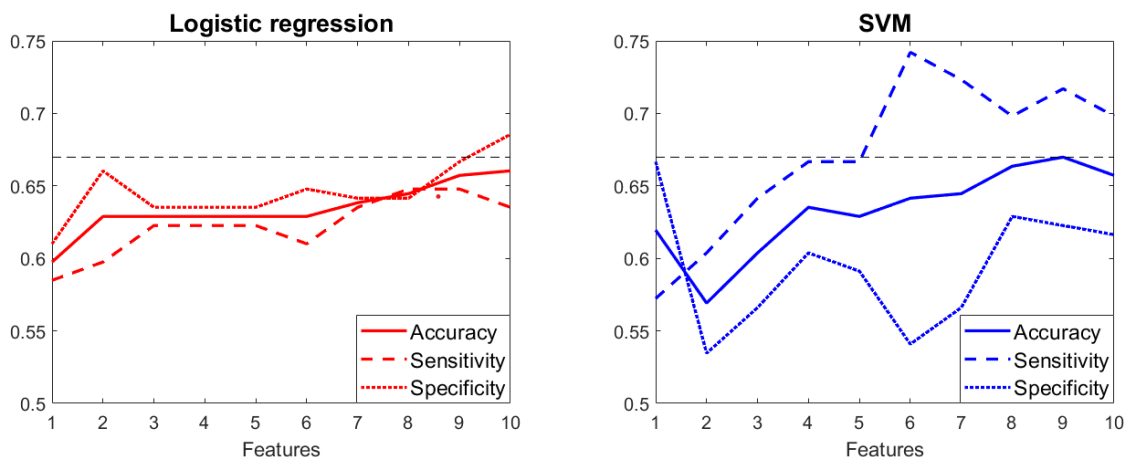 Logistic regression
0.75
0.7
0.65
0.6
0.55
0.5
Accuracy
Sensitivity
Specificity
1 2 3 4 5 6 7 8 9 10
Features
SVM
0.75
0.7
0.65
0.6
0.55
0.5
Accuracy
Sensitivity
Specificity
1 2 3 4 5 6 7 8 9 10
Features